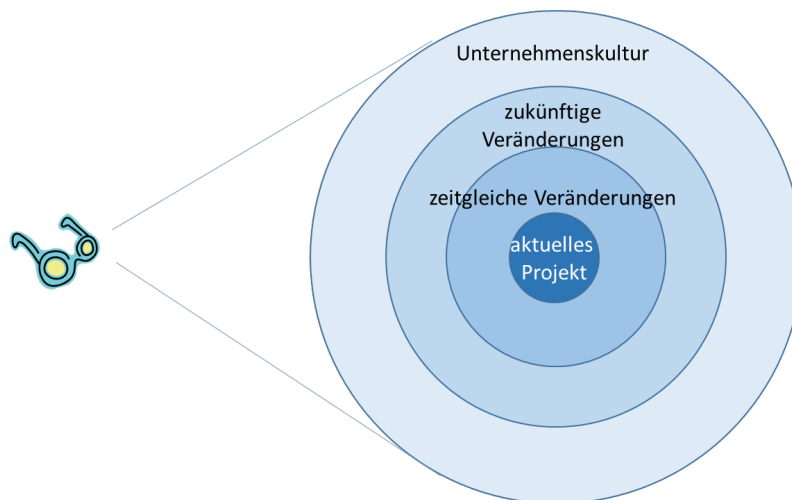 Unternehmenskultur
zukünftige
Veränderungen
zeitgleiche Veränderungen
aktuelles
Projekt